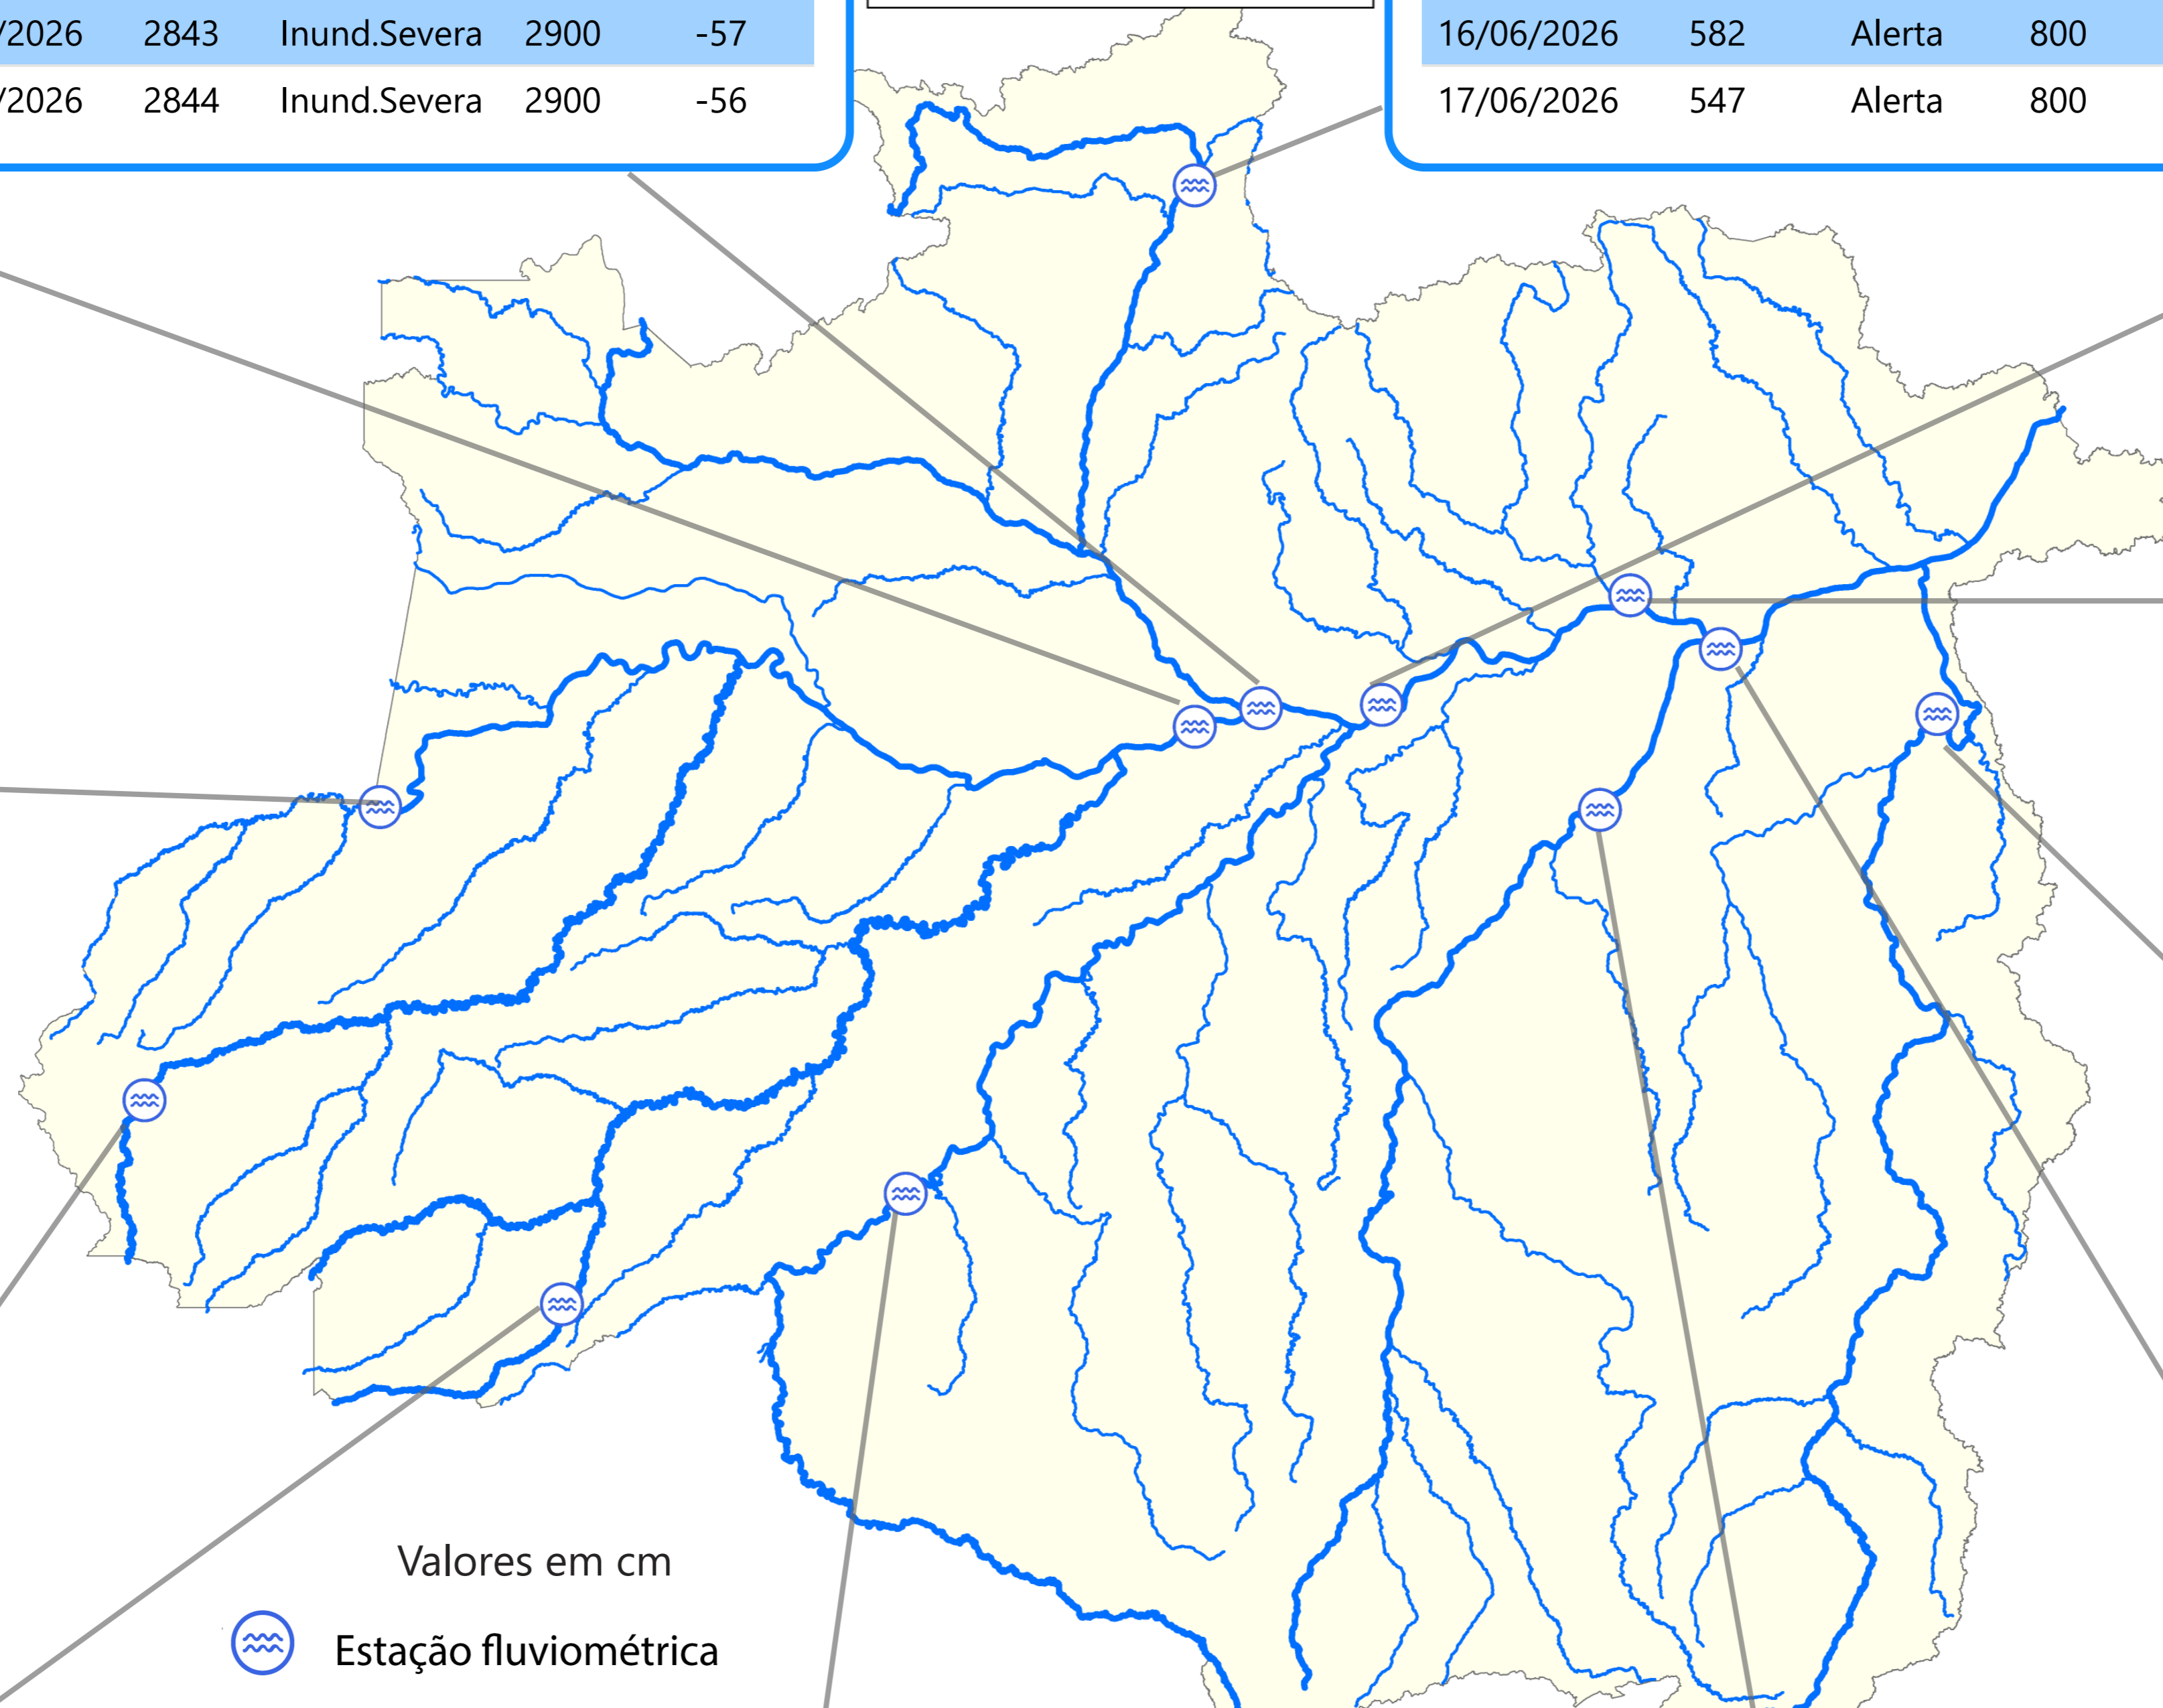 /2026 2843 Inund.Severa 2900 -57
/2026 2844 Inund.Severa 2900 -56
16/06/2026 582 Alerta 800
17/06/2026 547 Alerta 800
Valores em cm
Estação fluviométrica